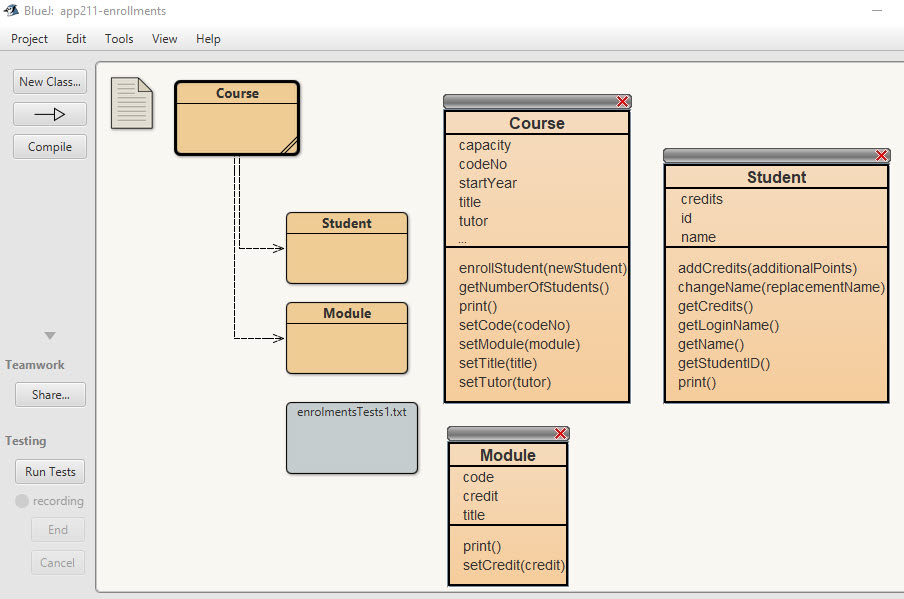 BlueJ: app211-enrollments
Project Edit Tools View Help
New Class...
Compile
Teamwork
Share...
Testing
Run Tests
recording
End
Cancel
Course
Student
Module
enrolmentsTests1.txt
Course
capacity
codeNo
startYear
title
tutor
...
enrollStudent(newStudent)
getNumberOfStudents()
print()
setCode(codeNo)
setModule(module)
setTitle(title)
setTutor(tutor)
Student
credits
id
name
addCredits(additionalPoints)
changeName(replacementName)
getCredits()
getLoginName()
getName()
getStudentID()
print()
Module
code
credit
title
print()
setCredit(credit)